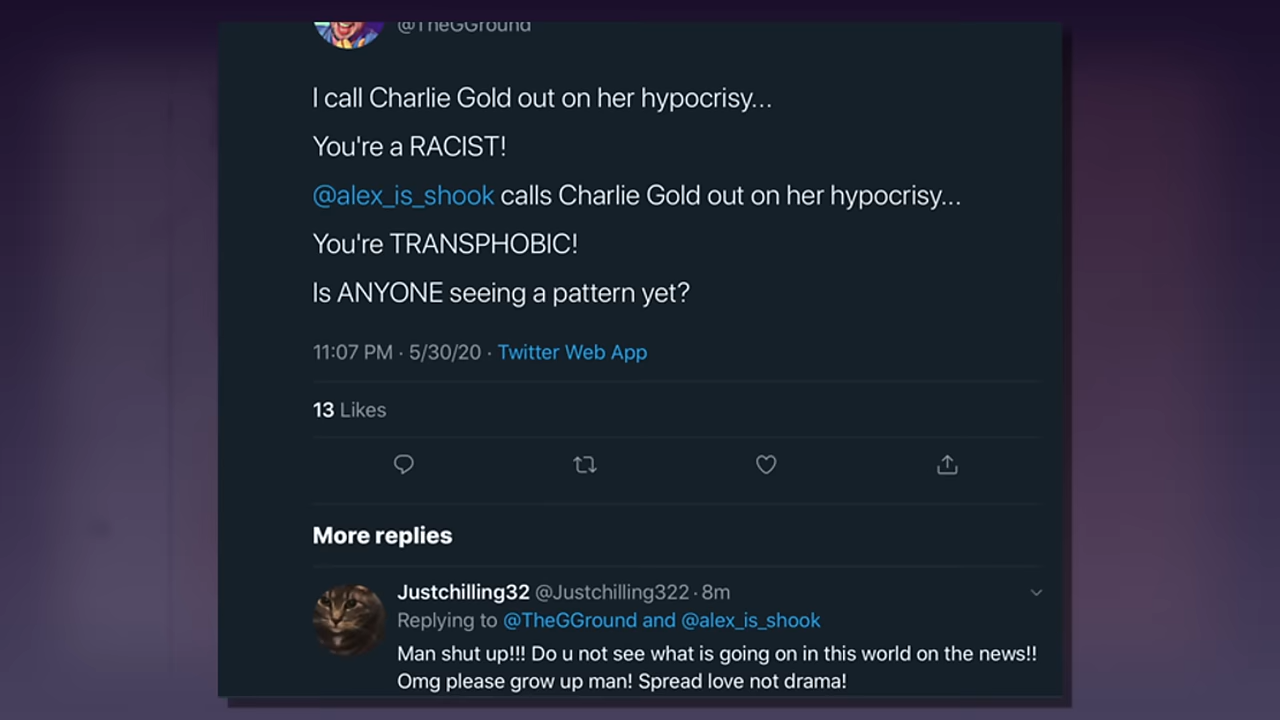 @TheGGround
I call Charlie Gold out on her hypocrisy...
You're a RACIST!
@alex_is_shook calls Charlie Gold out on her hypocrisy...
You're TRANSPHOBIC!
Is ANYONE seeing a pattern yet?
11:07 PM · 5/30/20 · Twitter Web App
13 Likes
More replies
Justchilling32 @Justchilling322 · 8m
Replying to @TheGGround and @alex_is_shook
Man shut up!!! Do u not see what is going on in this world on the news!!
Omg please grow up man! Spread love not drama!